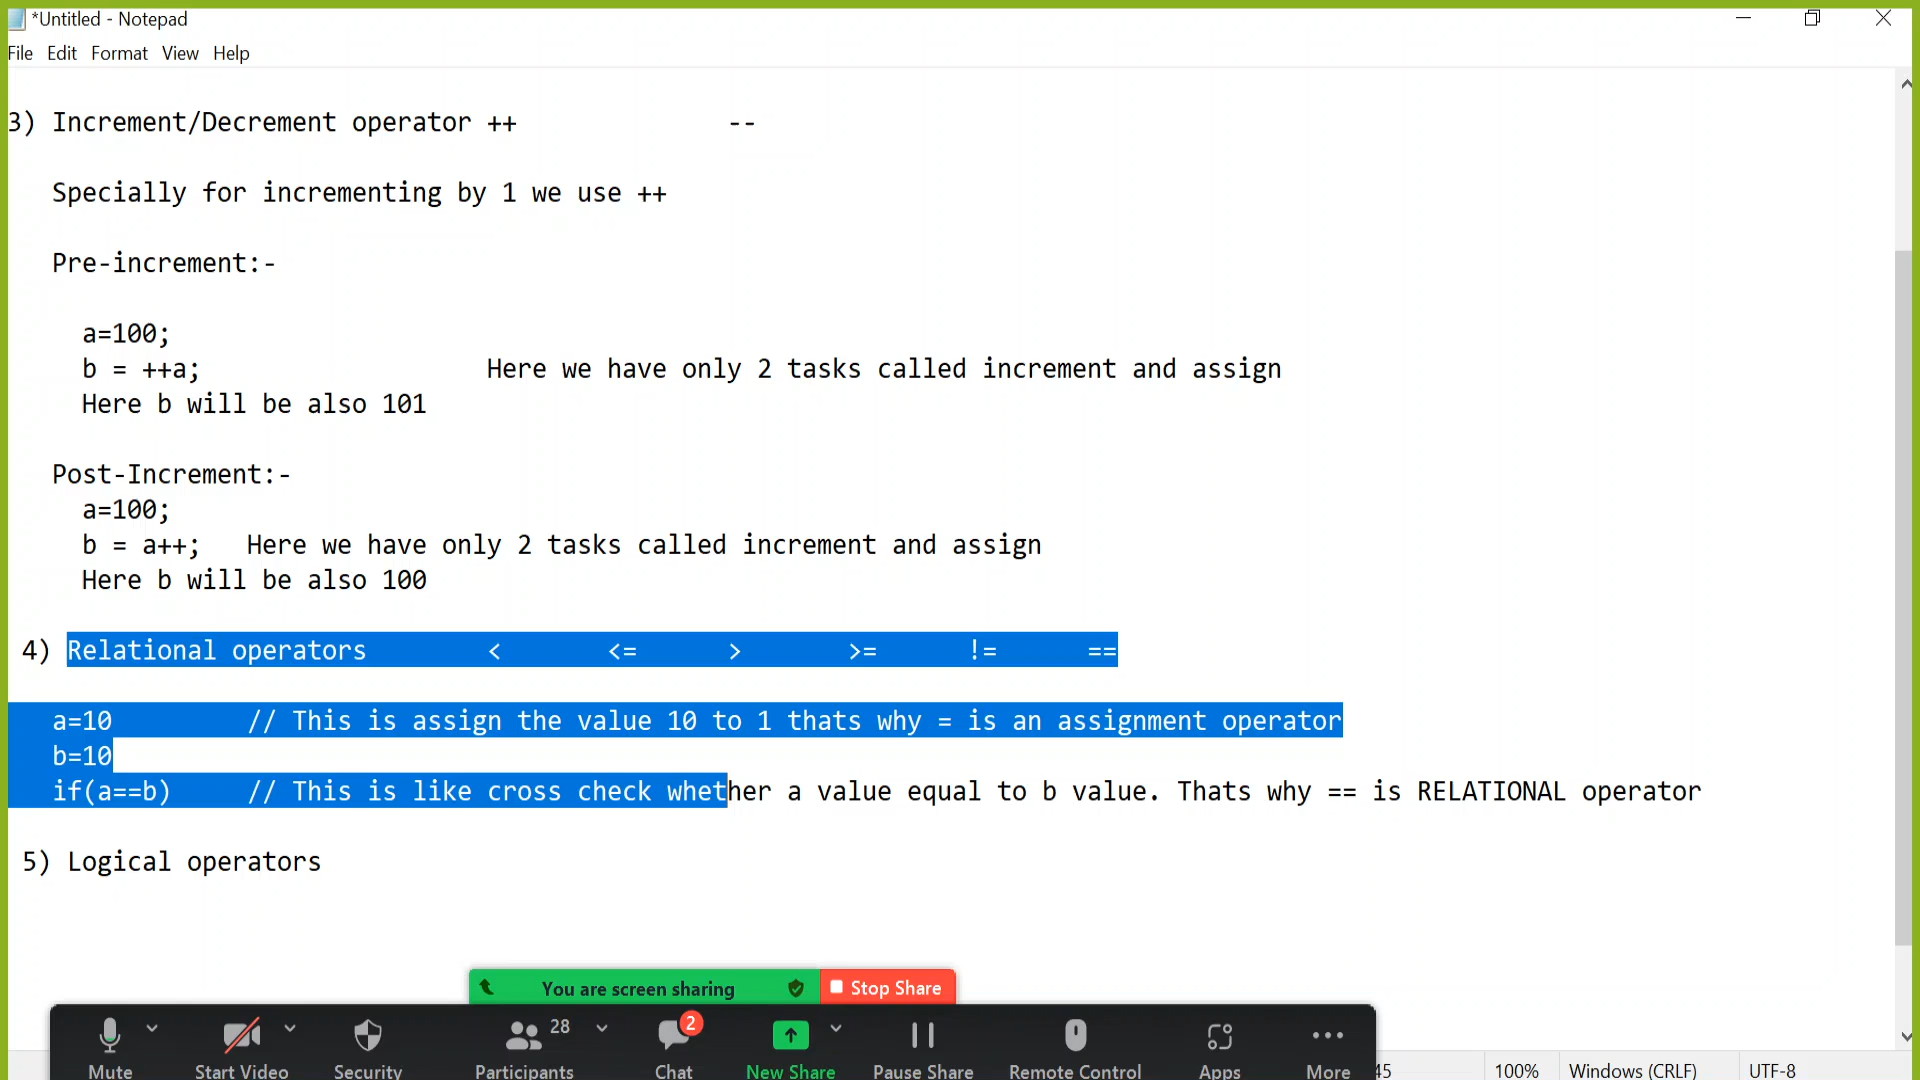 *Untitled - Notepad
File Edit Format View Help
3) Increment/Decrement operator ++ --
Specially for incrementing by 1 we use ++
Pre-increment:-
a=100;
b = ++a; Here we have only 2 tasks called increment and assign
Here b will be also 101
Post-Increment:-
a=100;
b = a++; Here we have only 2 tasks called increment and assign
Here b will be also 100
4) Relational operators < <= > >= != ==
a=10 // This is assign the value 10 to 1 thats why = is an assignment operator
b=10
if(a==b) // This is like cross check whether a value equal to b value. Thats why == is RELATIONAL operator
5) Logical operators
You are screen sharing Stop Share
28 2
Mute Start Video Security Participants Chat New Share Pause Share Remote Control Apps More
45 100% Windows (CRLF) UTF-8